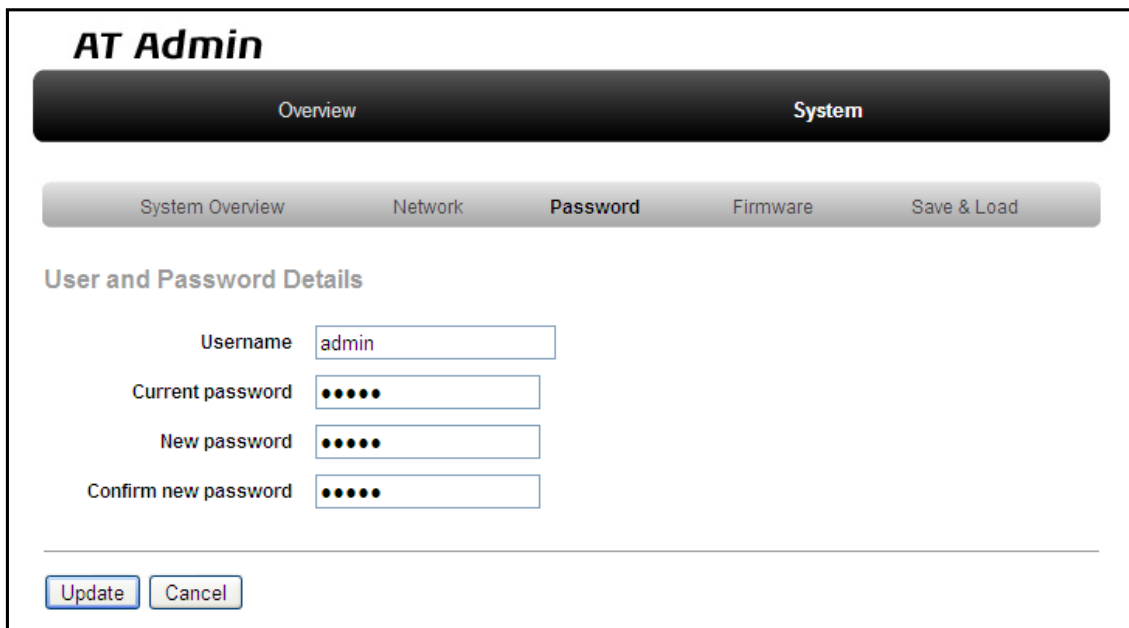 AT Admin
Overview System
System Overview Network Password Firmware Save & Load
User and Password Details
Username admin
Current password •••••
New password •••••
Confirm new password •••••
Update Cancel